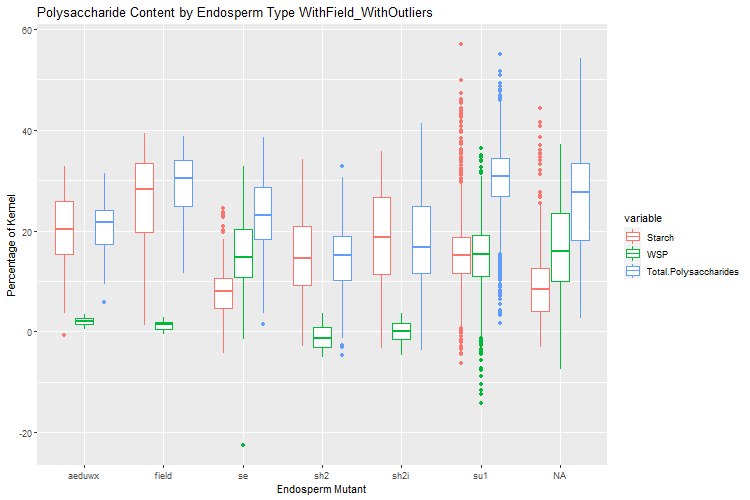 Polysaccharide Content by Endosperm Type WithField_WithOutliers
60
40
20
0
-20
Percentage of Kernel
aeduwx field se sh2 sh2i su1 NA
Endosperm Mutant
variable
Starch
WSP
Total.Polysaccharides